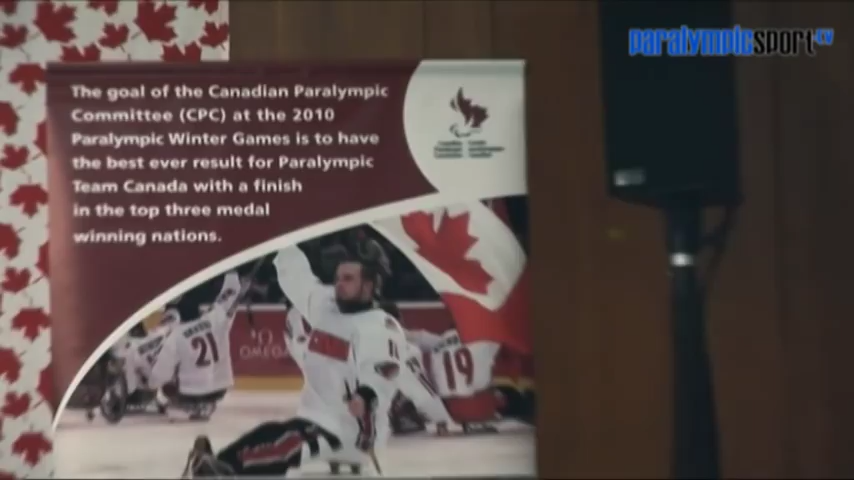 paralympicsport.tv
The goal of the Canadian Paralympic
Committee (CPC) at the 2010
Paralympic Winter Games is to have
the best ever result for Paralympic
Team Canada with a finish
in the top three medal
winning nations.
21
OMEGA
19